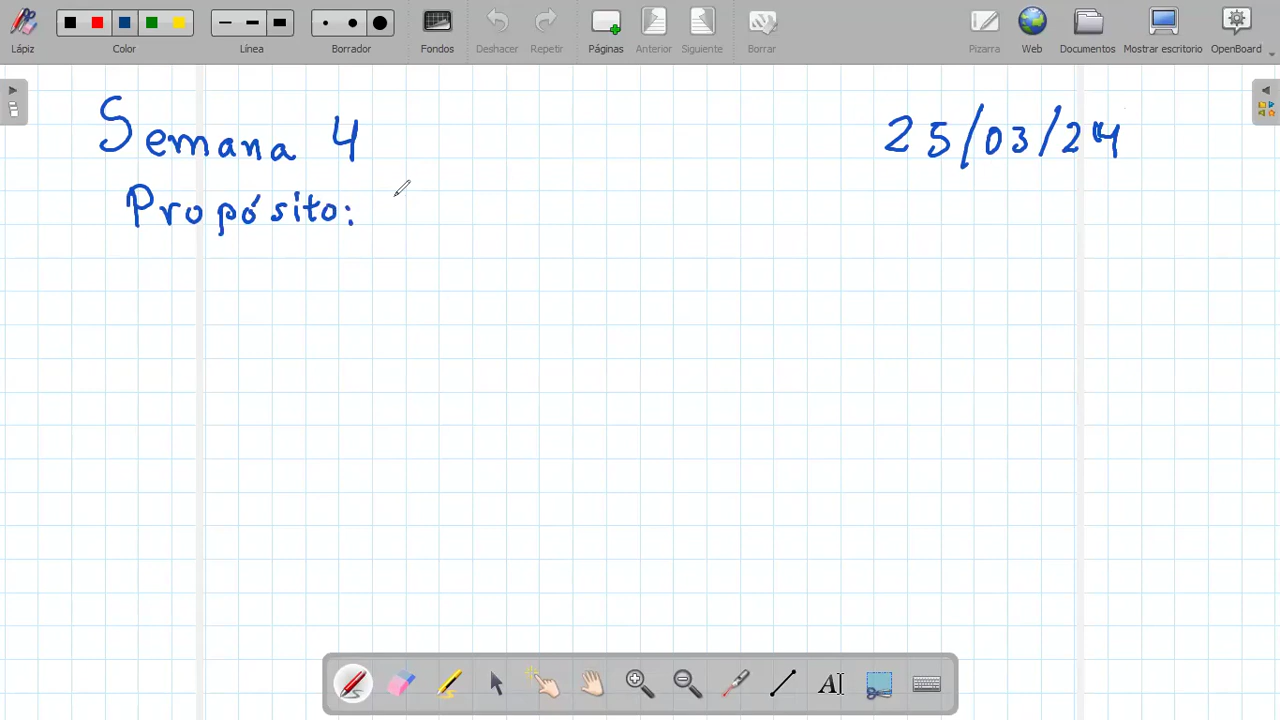 Lápiz Color Línea Borrador Fondos Deshacer Repetir Páginas Anterior Siguiente Borrar Pizarra Web Documentos Mostrar escritorio OpenBoard
Semana 4 25/03/24
Propósito: